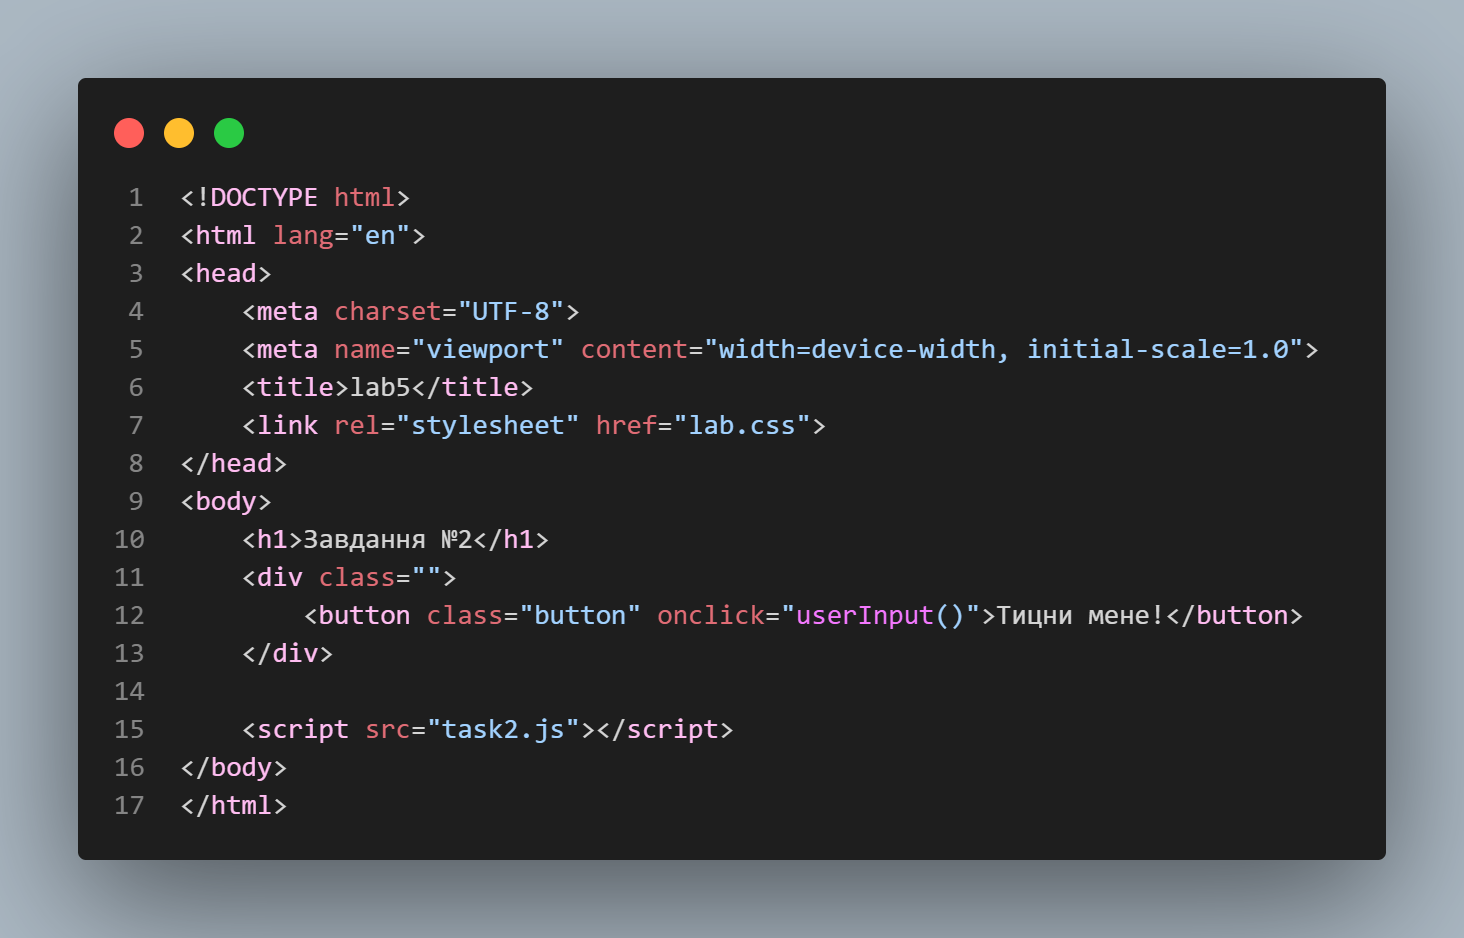 1 <!DOCTYPE html>
2 <html lang="en">
3 <head>
4     <meta charset="UTF-8">
5     <meta name="viewport" content="width=device-width, initial-scale=1.0">
6     <title>lab5</title>
7     <link rel="stylesheet" href="lab.css">
8 </head>
9 <body>
10     <h1>Завдання №2</h1>
11     <div class="">
12         <button class="button" onclick="userInput()">Тицни мене!</button>
13     </div>
14
15     <script src="task2.js"></script>
16 </body>
17 </html>